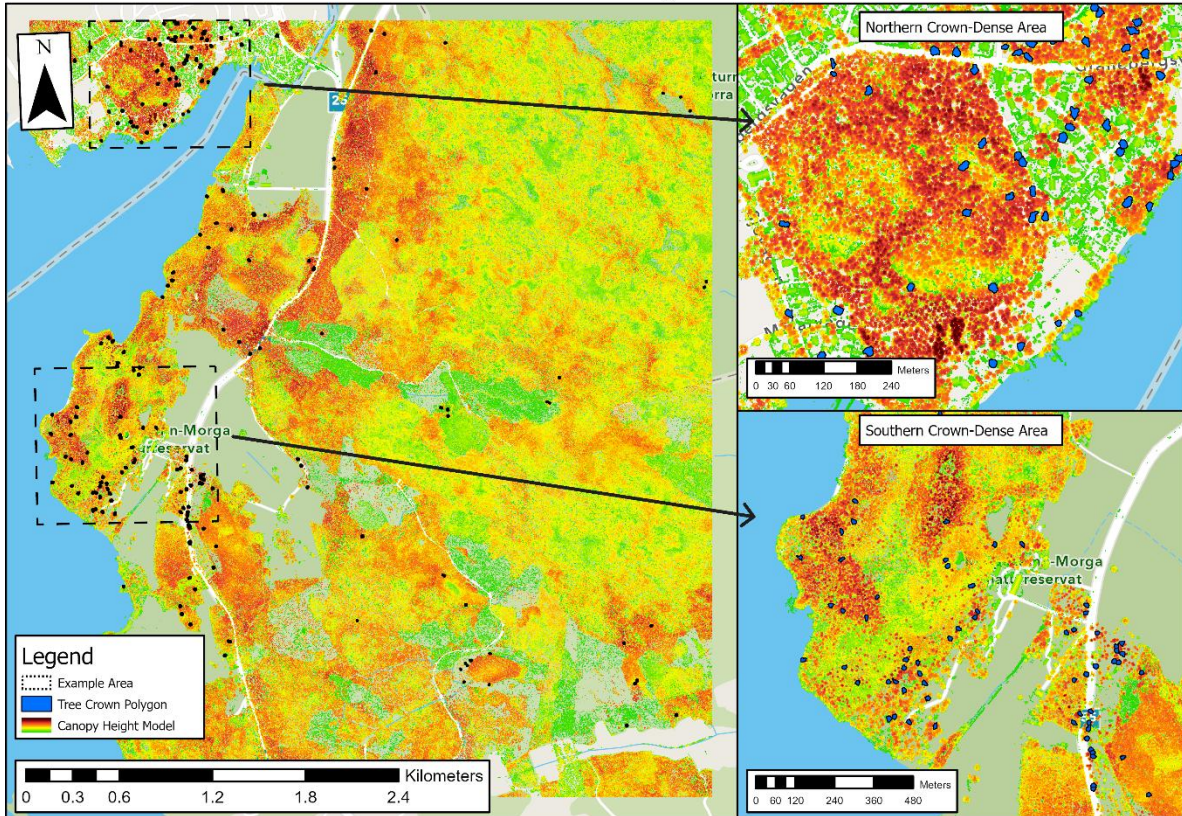 N
25
Legend
Example Area
Tree Crown Polygon
Canopy Height Model
Kilometers
0 0.3 0.6 1.2 1.8 2.4
n-Morga
Northern Crown-Dense Area
Meters
0 30 60 120 180 240
Southern Crown-Dense Area
n-Morga
reservat
Meters
0 60 120 240 360 480